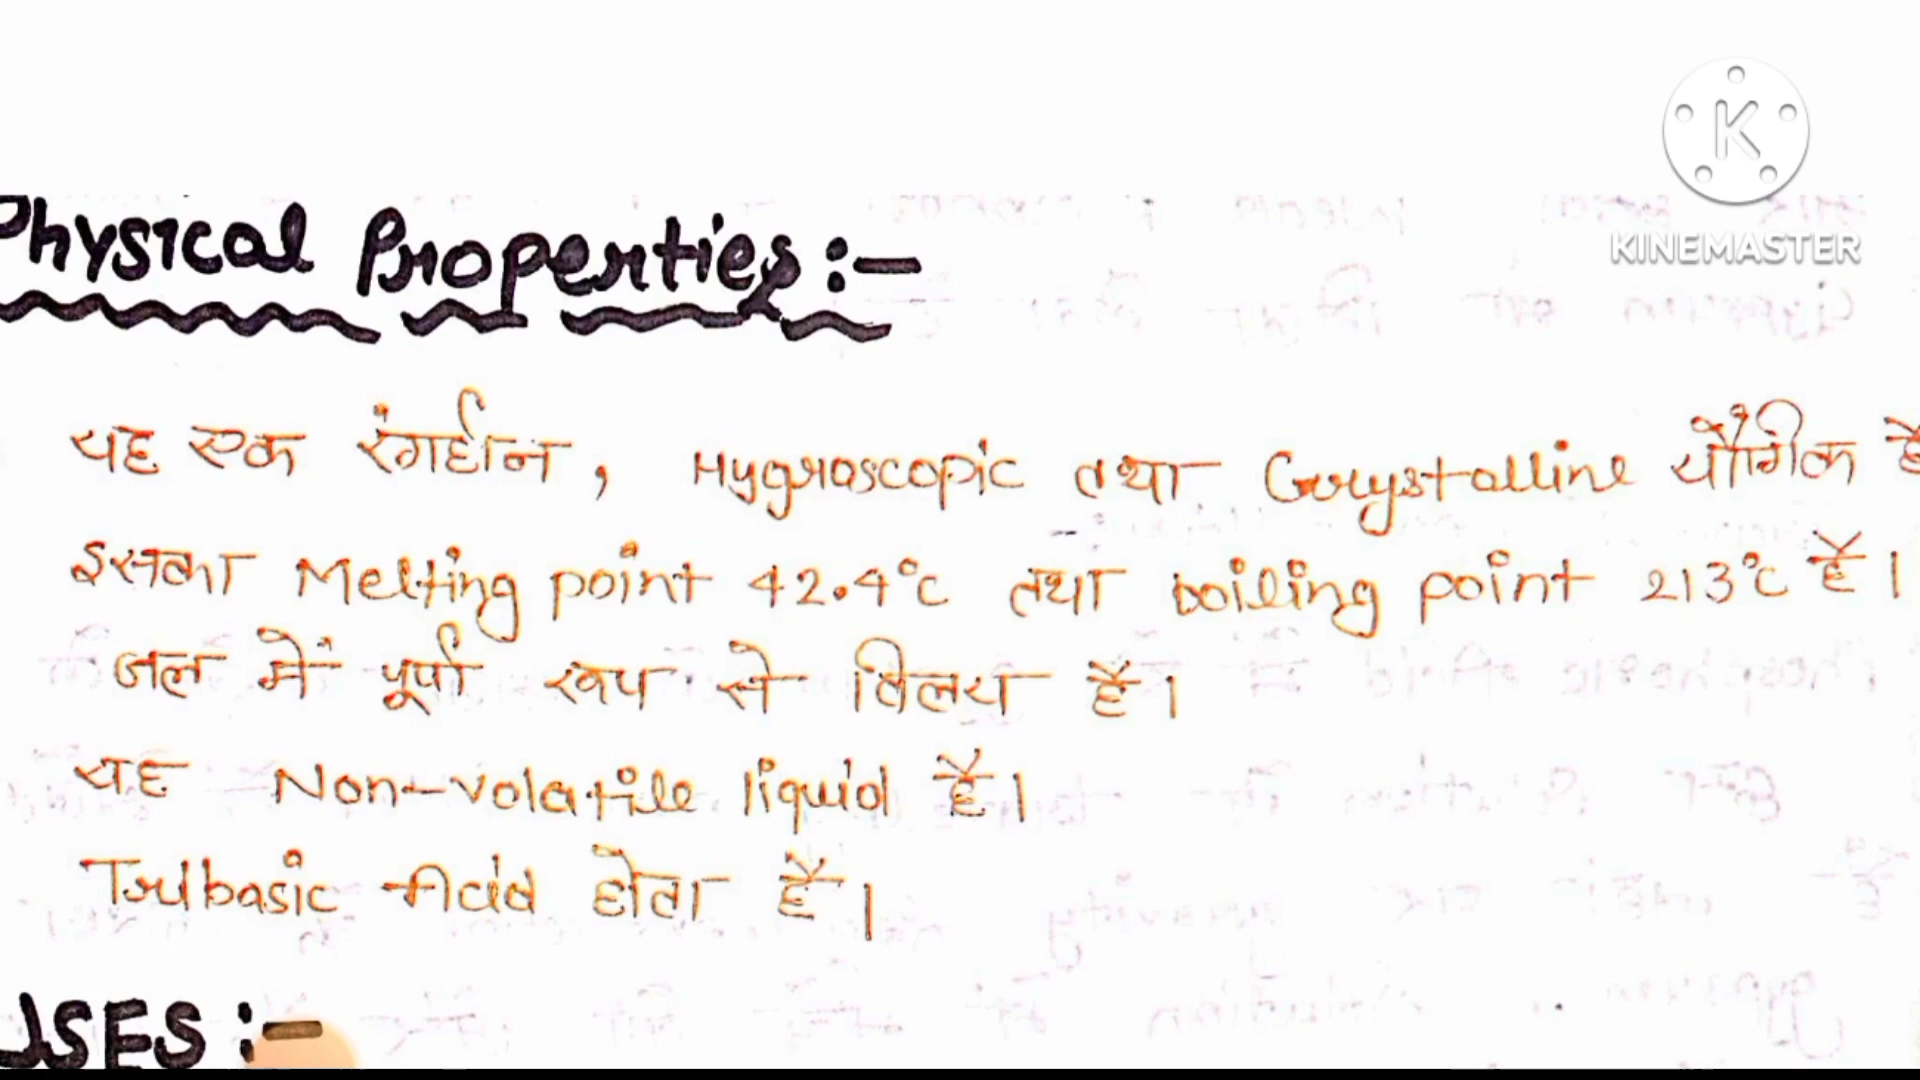 KINEMASTER
Physical Properties :-
यह एक रंगहीन, Hygroscopic तथा Crystalline यौगिक है
इसका Melting point 42.4°c तथा boiling point 213°c है।
जल में पूर्ण रूप से विलय है।
यह Non-volatile liquid है।
Tribasic Acid होता है।
USES :-